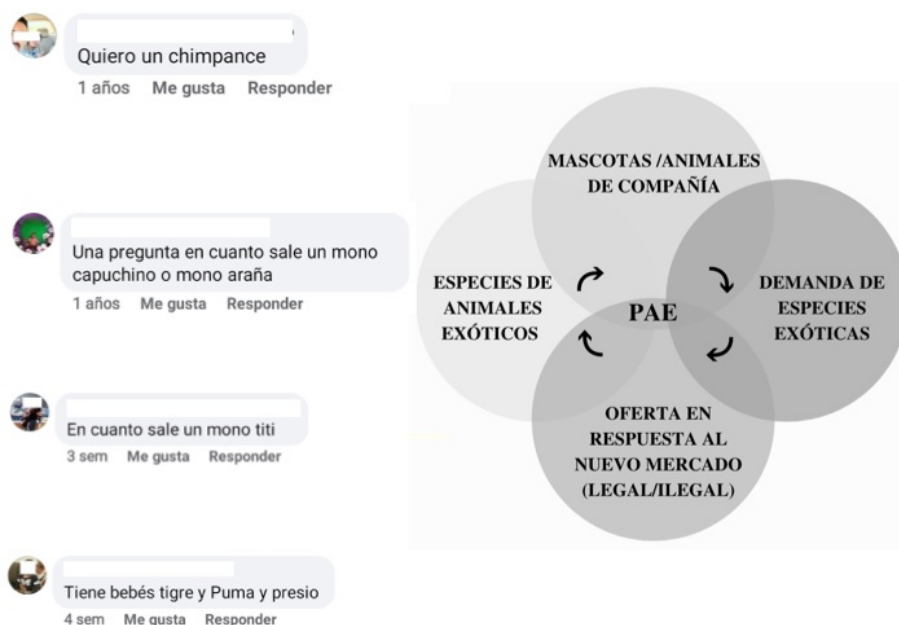 Quiero un chimpance
1 años Me gusta Responder
Una pregunta en cuanto sale un mono
capuchino o mono araña
1 años Me gusta Responder
En cuanto sale un mono titi
3 sem Me gusta Responder
Tiene bebés tigre y Puma y presio
4 sem Me gusta Responder
MASCOTAS /ANIMALES
DE COMPAÑÍA
ESPECIES DE
ANIMALES
EXÓTICOS
PAE
DEMANDA DE
ESPECIES
EXÓTICAS
OFERTA EN
RESPUESTA AL
NUEVO MERCADO
(LEGAL/ILEGAL)